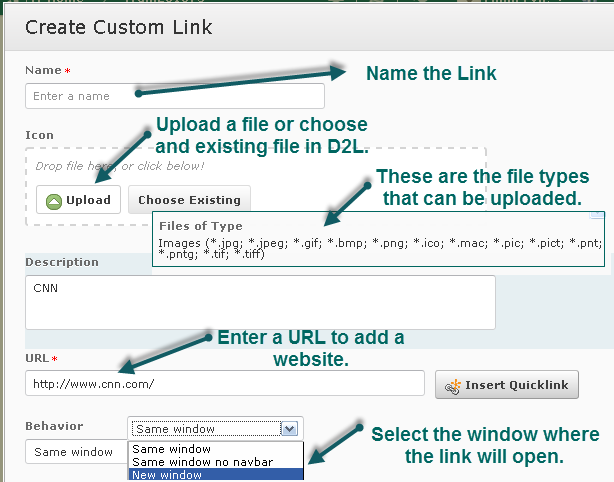 Create Custom Link
Name *
Name the Link
Enter a name
Icon
Upload a file or choose
and existing file in D2L.
Drop file here, or click below!
Upload
Choose Existing
These are the file types
that can be uploaded.
Files of Type
Images (*.jpg; *.jpeg; *.gif; *.bmp; *.png; *.ico; *.mac; *.pic; *.pict; *.pnt;
*.pntg; *.tif; *.tiff)
Description
CNN
Enter a URL to add a
website.
URL *
http://www.cnn.com/
Insert Quicklink
Behavior
Same window
Same window
Same window
Same window no navbar
New window
Select the window where
the link will open.